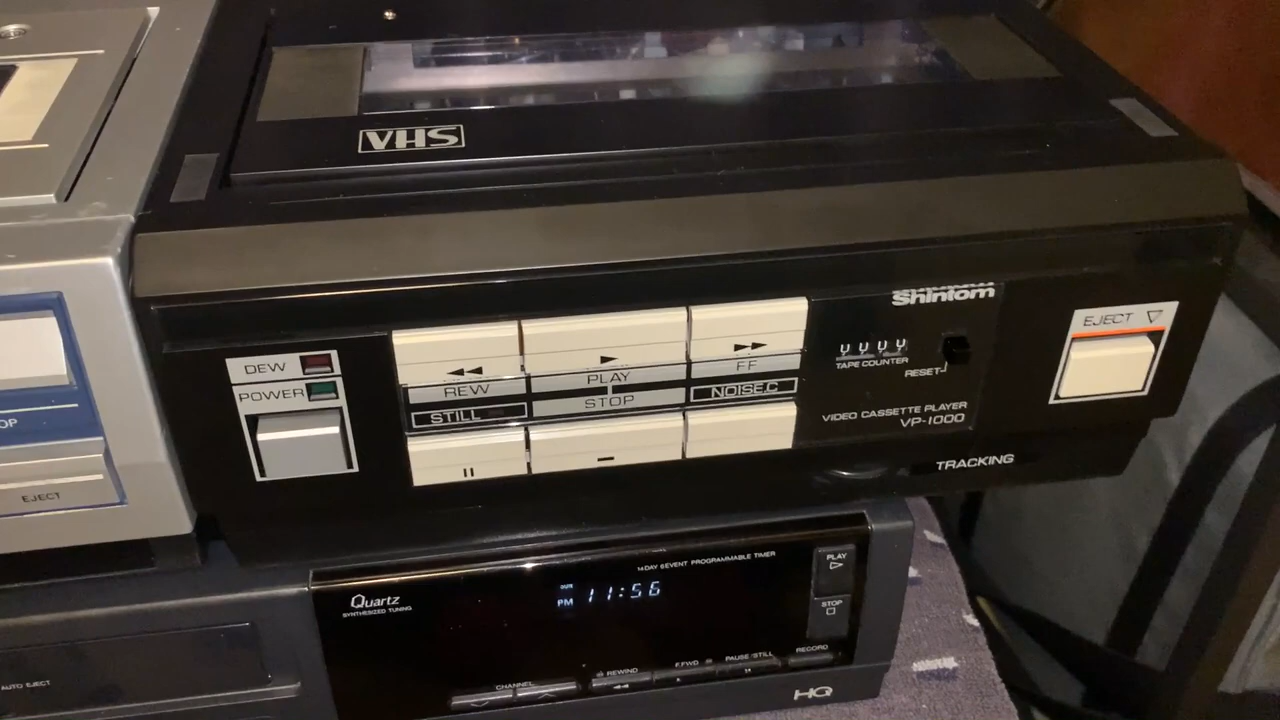 VHS
Shintom
EJECT
DEW
POWER
REW
PLAY
FF
STILL
STOP
NOISE.C
TAPE COUNTER
RESET
VIDEO CASSETTE PLAYER
VP-1000
TRACKING
OP
EJECT
14DAY 6EVENT PROGRAMMABLE TIMER
PLAY
Quartz
SYNTHESIZED TUNING
SUN
PM 11:56
STOP
AUTO EJECT
CHANNEL
REWIND
F.FWD
PAUSE/STILL
RECORD
HQ